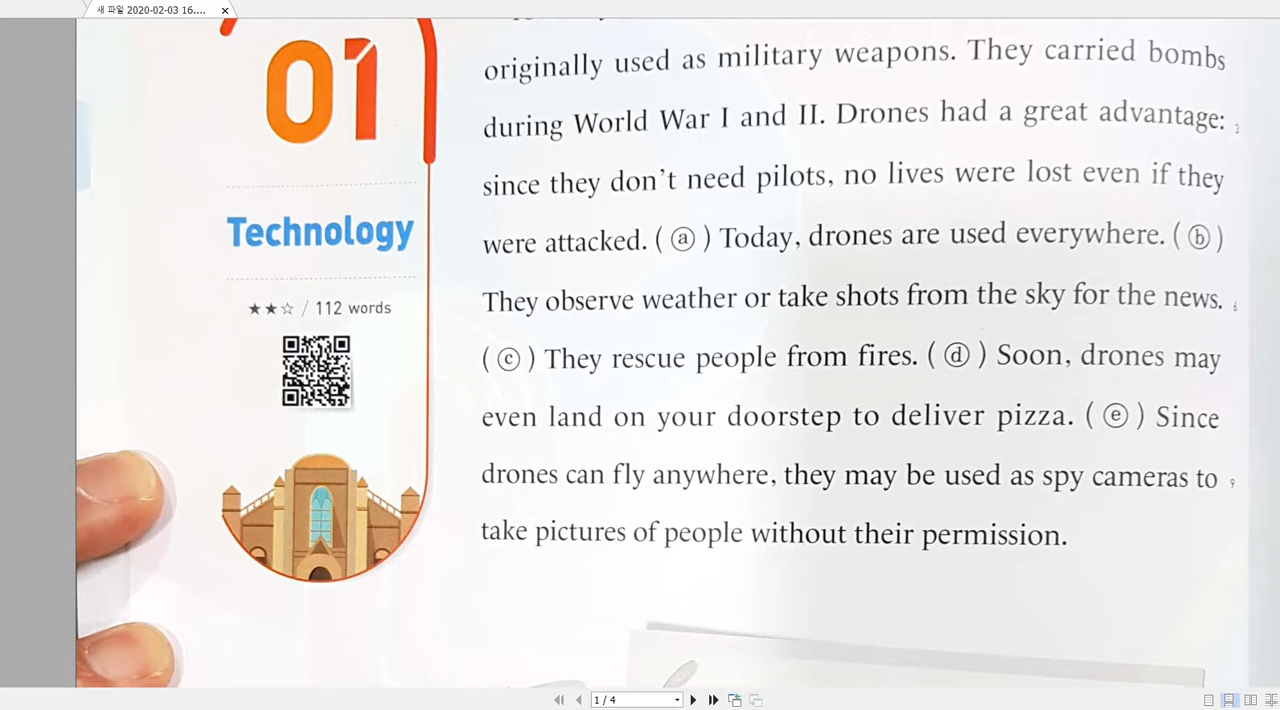 새 파일 2020-02-03 16....
01
Technology
★★☆ / 112 words
originally used as military weapons. They carried bombs
during World War I and II. Drones had a great advantage:
3
since they don't need pilots, no lives were lost even if they
were attacked. ( ⓐ ) Today, drones are used everywhere. ( ⓑ )
They observe weather or take shots from the sky for the news.
6
( ⓒ ) They rescue people from fires. ( ⓓ ) Soon, drones may
even land on your doorstep to deliver pizza. ( ⓔ ) Since
drones can fly anywhere, they may be used as spy cameras to
9
take pictures of people without their permission.
1 / 4